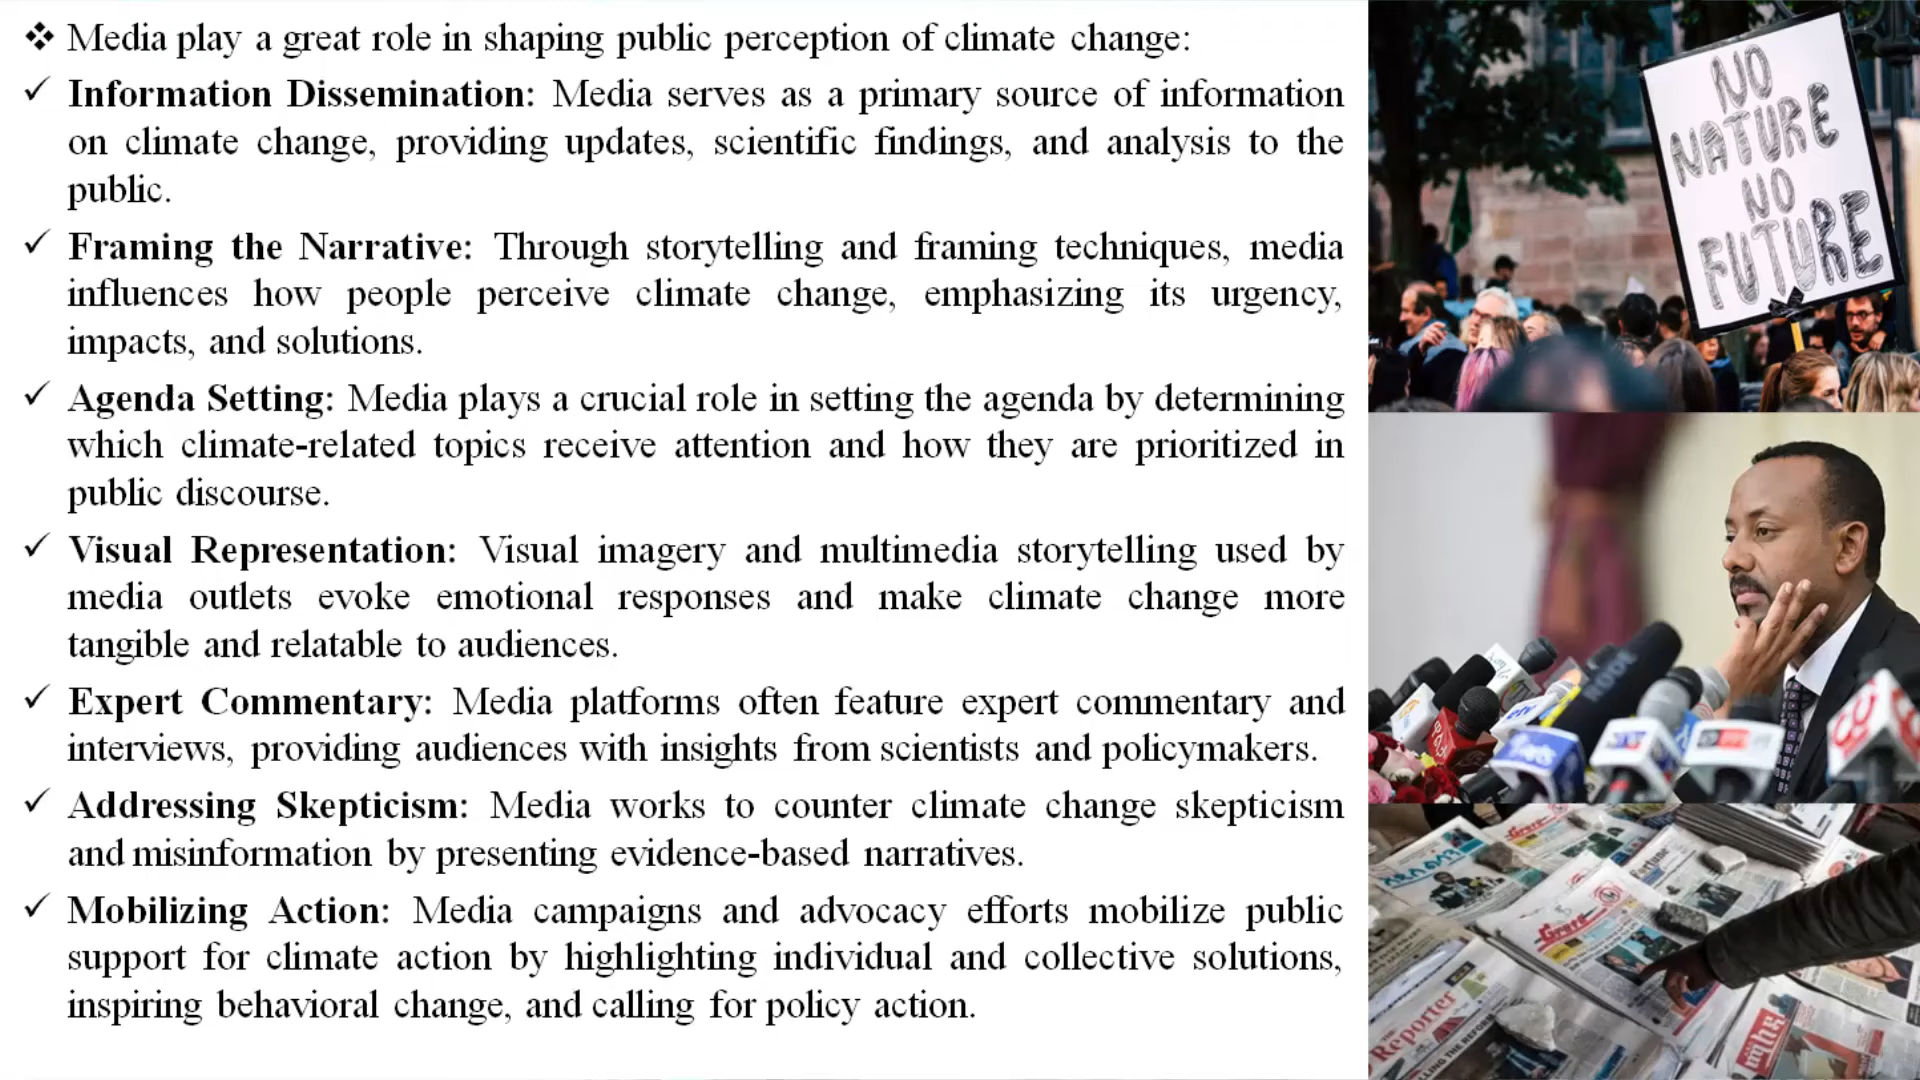 ❖ Media play a great role in shaping public perception of climate change:
✓ Information Dissemination: Media serves as a primary source of information
on climate change, providing updates, scientific findings, and analysis to the
public.
✓ Framing the Narrative: Through storytelling and framing techniques, media
influences how people perceive climate change, emphasizing its urgency,
impacts, and solutions.
✓ Agenda Setting: Media plays a crucial role in setting the agenda by determining
which climate-related topics receive attention and how they are prioritized in
public discourse.
✓ Visual Representation: Visual imagery and multimedia storytelling used by
media outlets evoke emotional responses and make climate change more
tangible and relatable to audiences.
✓ Expert Commentary: Media platforms often feature expert commentary and
interviews, providing audiences with insights from scientists and policymakers.
✓ Addressing Skepticism: Media works to counter climate change skepticism
and misinformation by presenting evidence-based narratives.
✓ Mobilizing Action: Media campaigns and advocacy efforts mobilize public
support for climate action by highlighting individual and collective solutions,
inspiring behavioral change, and calling for policy action.
NO
NATURE
NO
FUTURE
Fortune
Reporter